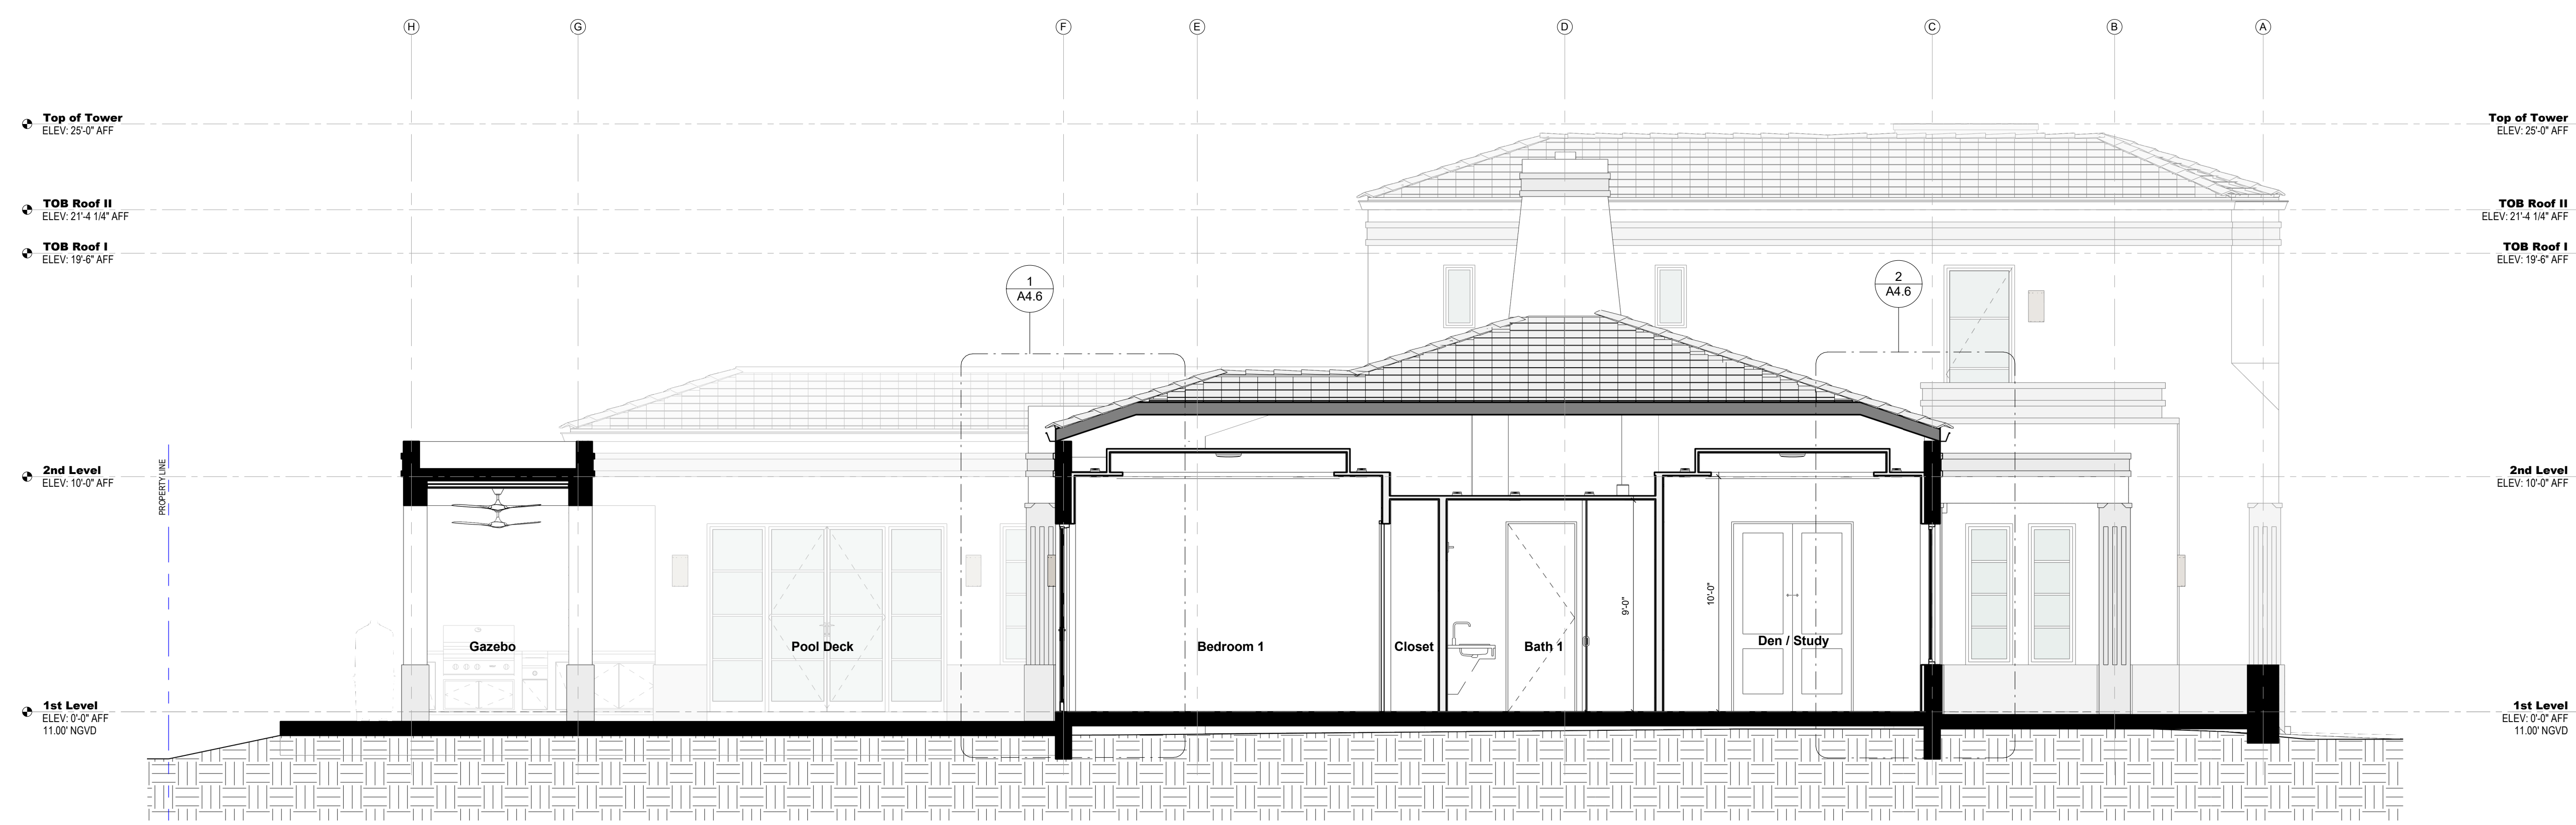 H
G
F
E
D
C
B
A
Top of Tower
ELEV: 25'-0" AFF
Top of Tower
ELEV: 25'-0" AFF
TOB Roof II
ELEV: 21'-4 1/4" AFF
TOB Roof II
ELEV: 21'-4 1/4" AFF
TOB Roof I
ELEV: 19'-6" AFF
TOB Roof I
ELEV: 19'-6" AFF
1
A4.6
2
A4.6
2nd Level
ELEV: 10'-0" AFF
2nd Level
ELEV: 10'-0" AFF
PROPERTY LINE
10'-0"
9'-0"
Gazebo
Pool Deck
Bedroom 1
Closet
Bath 1
Den / Study
1st Level
ELEV: 0'-0" AFF
11.00' NGVD
1st Level
ELEV: 0'-0" AFF
11.00' NGVD